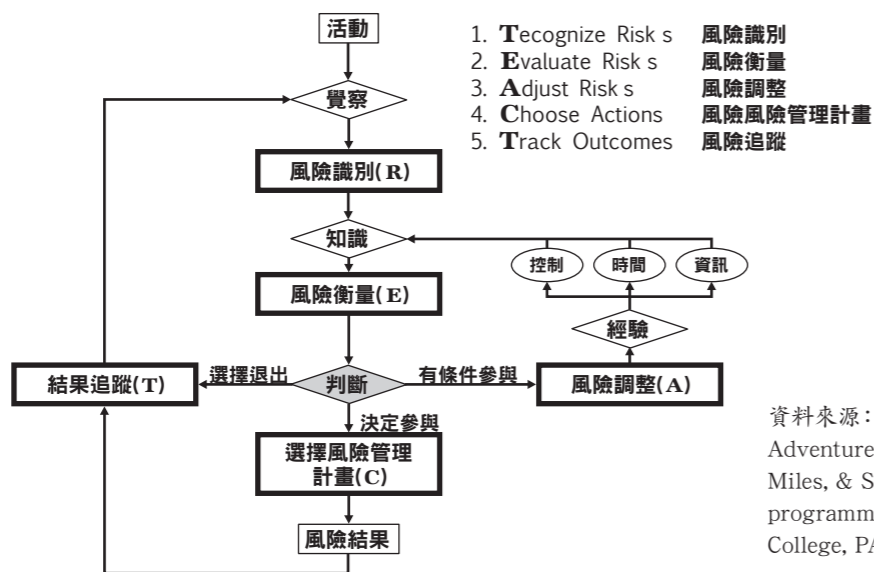 活動
覺察
風險識別(R)
知識
風險衡量(E)
控制
時間
資訊
經驗
結果追蹤(T)
選擇退出
判斷
有條件參與
風險調整(A)
決定參與
選擇風險管理
計畫(C)
風險結果
1. Tecognize Risk s 風險識別
2. Evaluate Risk s 風險衡量
3. Adjust Risk s 風險調整
4. Choose Actions 風險風險管理計畫
5. Track Outcomes 風險追蹤
資料來源:
Adventure
Miles, & S
programm
College, PA